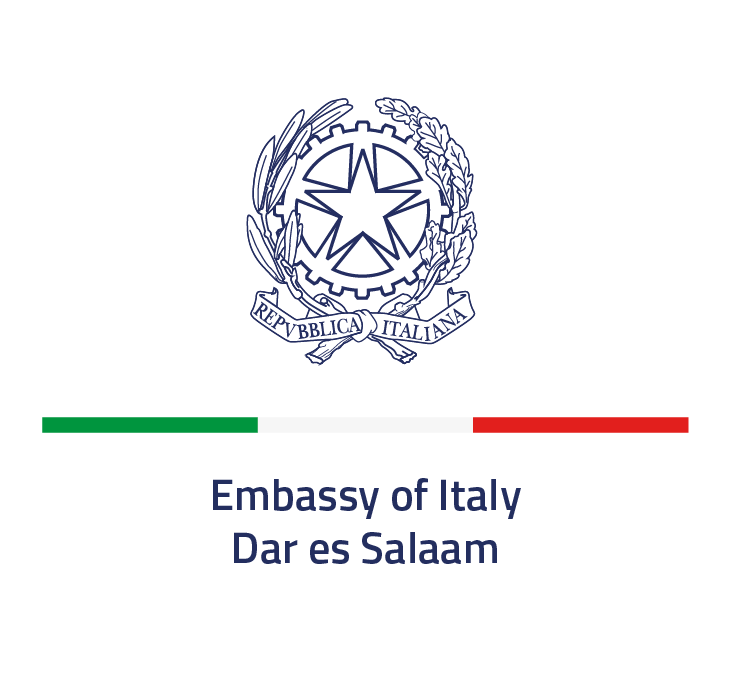 REPVBBLICA ITALIANA
Embassy of Italy
Dar es Salaam